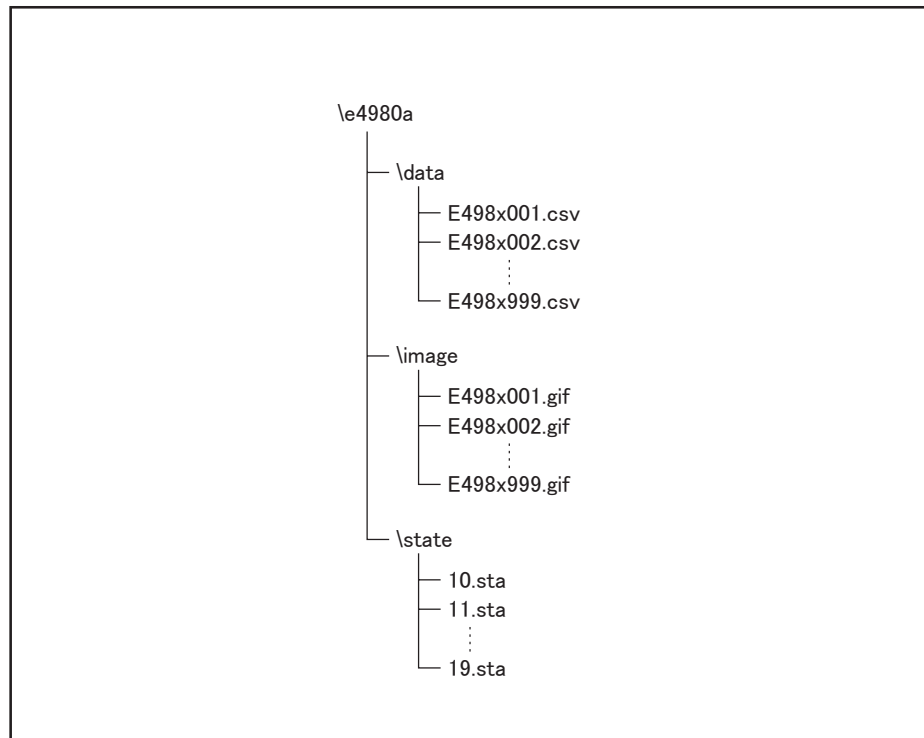 \e4980a
\data
E498x001.csv
E498x002.csv
E498x999.csv
\image
E498x001.gif
E498x002.gif
E498x999.gif
\state
10.sta
11.sta
19.sta